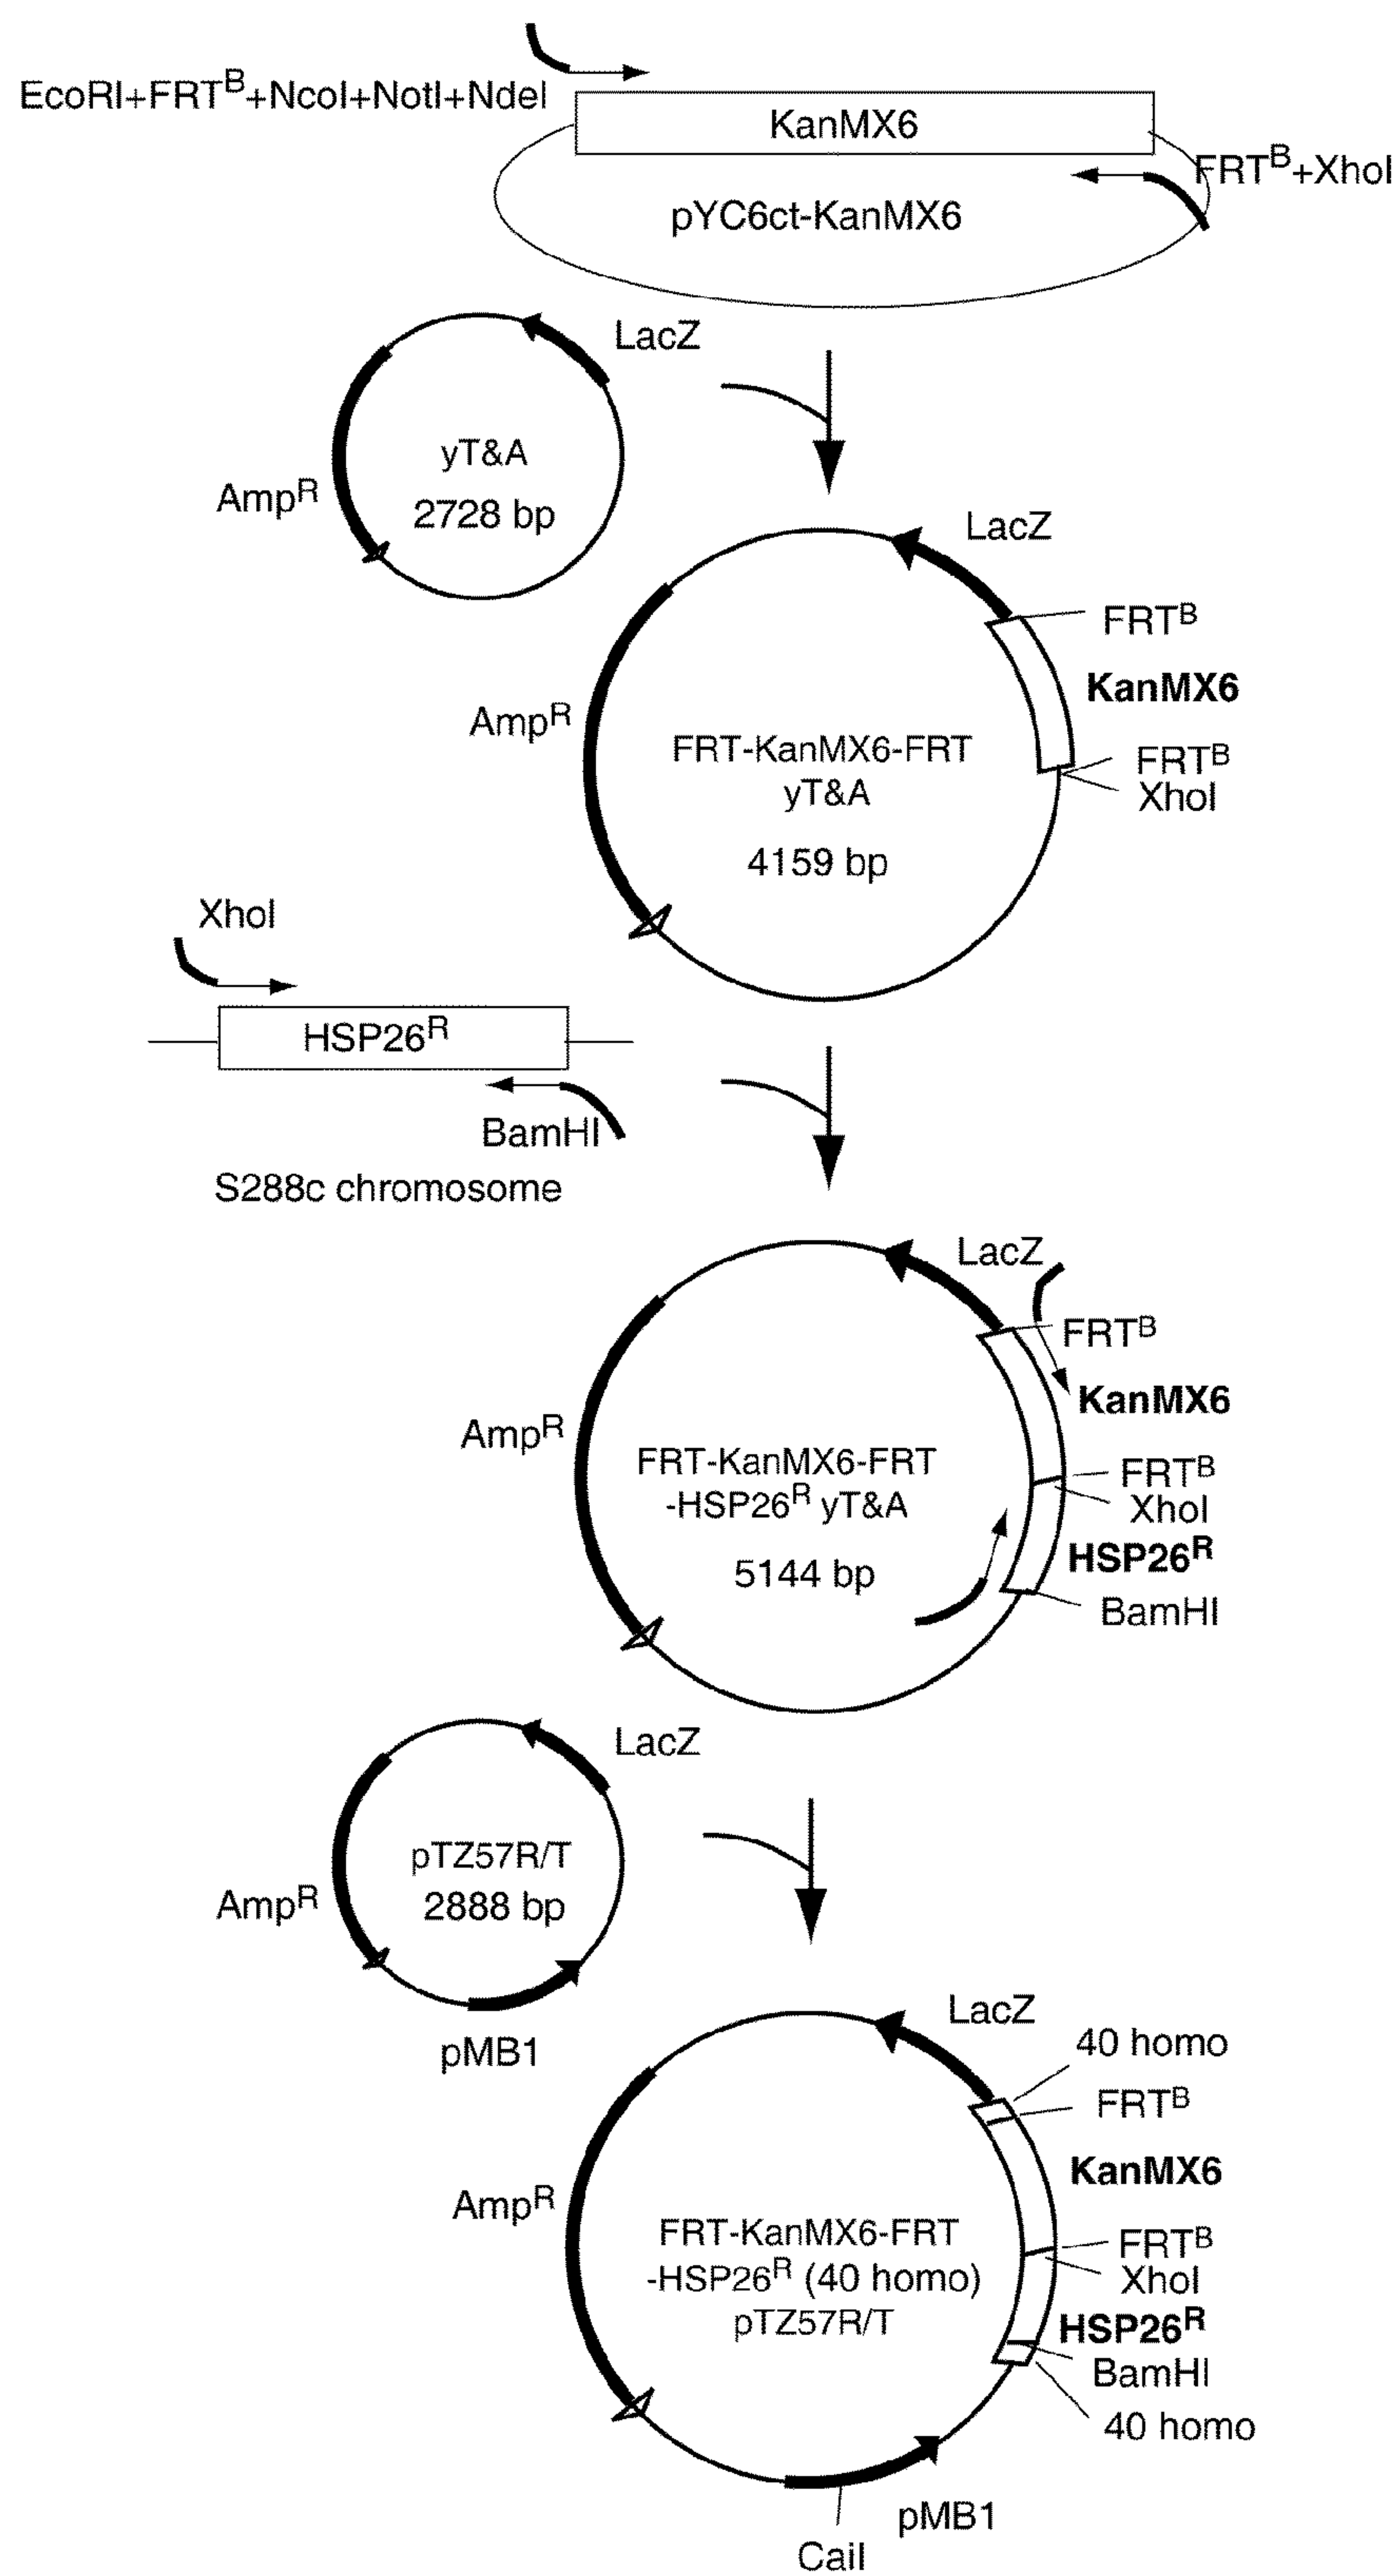 EcoRI+FRTB+NcoI+NotI+NdeI
KanMX6
FRTB+XhoI
pYC6ct-KanMX6
LacZ
yT&A
AmpR
2728 bp
LacZ
FRTB
KanMX6
AmpR
FRT-KanMX6-FRT
FRTB
yT&A
XhoI
4159 bp
XhoI
HSP26R
BamHI
S288c chromosome
LacZ
FRTB
KanMX6
AmpR
FRT-KanMX6-FRT
FRTB
-HSP26R yT&A
XhoI
HSP26R
5144 bp
BamHI
LacZ
pTZ57R/T
AmpR
2888 bp
pMB1
LacZ
40 homo
FRTB
KanMX6
AmpR
FRT-KanMX6-FRT
FRTB
-HSP26R (40 homo)
XhoI
pTZ57R/T
HSP26R
BamHI
40 homo
pMB1
CaiI